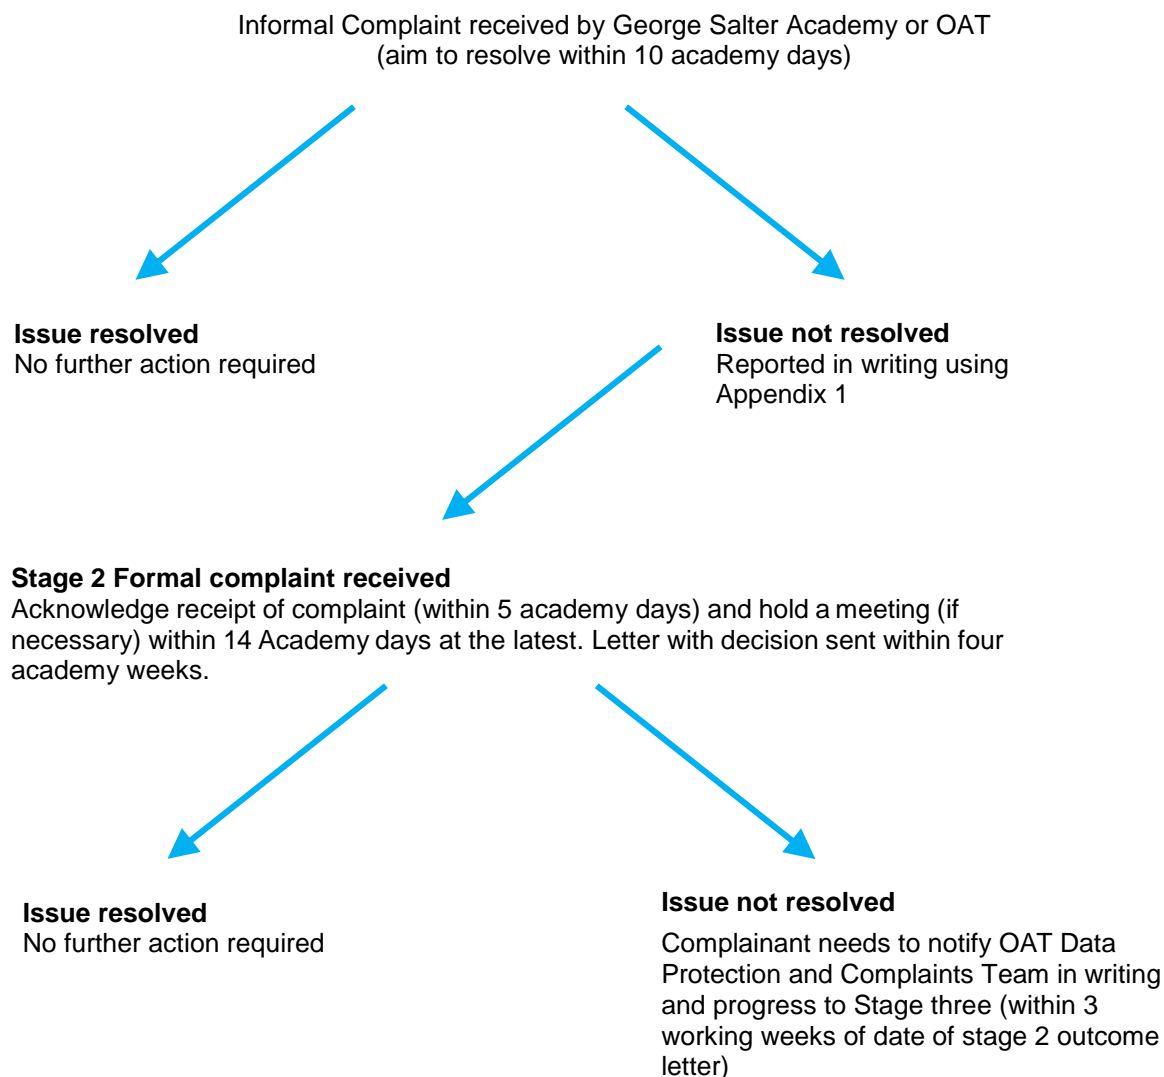 Informal Complaint received by George Salter Academy or OAT
(aim to resolve within 10 academy days)
Issue resolved
No further action required
Issue not resolved
Reported in writing using
Appendix 1
Stage 2 Formal complaint received
Acknowledge receipt of complaint (within 5 academy days) and hold a meeting (if
necessary) within 14 Academy days at the latest. Letter with decision sent within four
academy weeks.
Issue resolved
No further action required
Issue not resolved
Complainant needs to notify OAT Data
Protection and Complaints Team in writing
and progress to Stage three (within 3
working weeks of date of stage 2 outcome
letter)